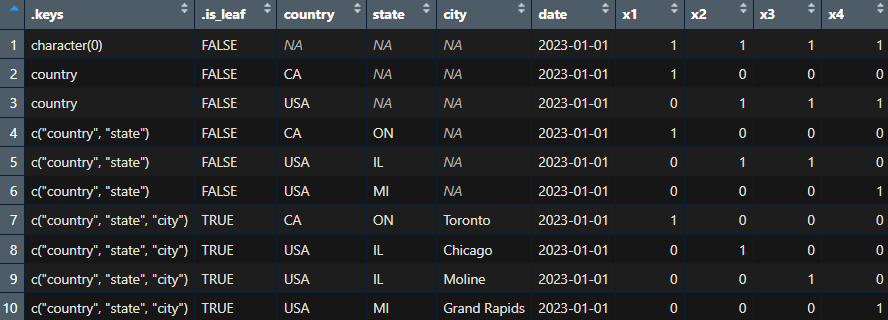 .keys .is_leaf country state city date x1 x2 x3 x4
1 character(0) FALSE NA NA NA 2023-01-01 1 1 1 1
2 country FALSE CA NA NA 2023-01-01 1 0 0 0
3 country FALSE USA NA NA 2023-01-01 0 1 1 1
4 c("country", "state") FALSE CA ON NA 2023-01-01 1 0 0 0
5 c("country", "state") FALSE USA IL NA 2023-01-01 0 1 1 0
6 c("country", "state") FALSE USA MI NA 2023-01-01 0 0 0 1
7 c("country", "state", "city") TRUE CA ON Toronto 2023-01-01 1 0 0 0
8 c("country", "state", "city") TRUE USA IL Chicago 2023-01-01 0 1 0 0
9 c("country", "state", "city") TRUE USA IL Moline 2023-01-01 0 0 1 0
10 c("country", "state", "city") TRUE USA MI Grand Rapids 2023-01-01 0 0 0 1